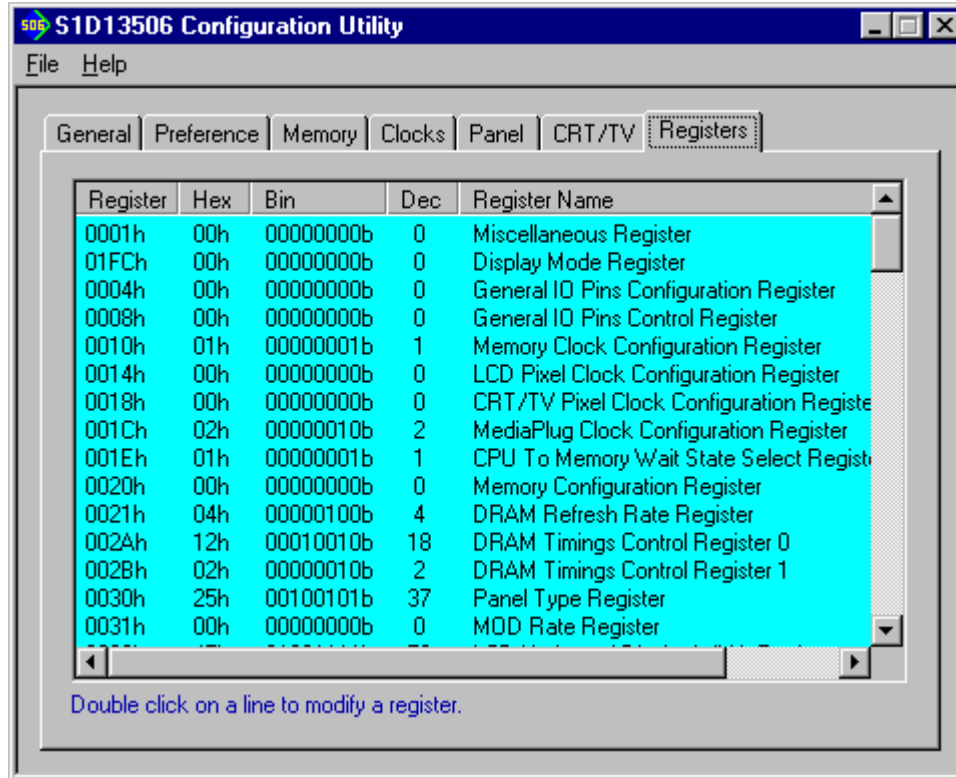 506 S1D13506 Configuration Utility
File Help
General Preference Memory Clocks Panel CRT/TV Registers
Register Hex Bin Dec Register Name
0001h 00h 00000000b 0 Miscellaneous Register
01FCh 00h 00000000b 0 Display Mode Register
0004h 00h 00000000b 0 General IO Pins Configuration Register
0008h 00h 00000000b 0 General IO Pins Control Register
0010h 01h 00000001b 1 Memory Clock Configuration Register
0014h 00h 00000000b 0 LCD Pixel Clock Configuration Register
0018h 00h 00000000b 0 CRT/TV Pixel Clock Configuration Registe
001Ch 02h 00000010b 2 MediaPlug Clock Configuration Register
001Eh 01h 00000001b 1 CPU To Memory Wait State Select Regist
0020h 00h 00000000b 0 Memory Configuration Register
0021h 04h 00000100b 4 DRAM Refresh Rate Register
002Ah 12h 00010010b 18 DRAM Timings Control Register 0
002Bh 02h 00000010b 2 DRAM Timings Control Register 1
0030h 25h 00100101b 37 Panel Type Register
0031h 00h 00000000b 0 MOD Rate Register
Double click on a line to modify a register.